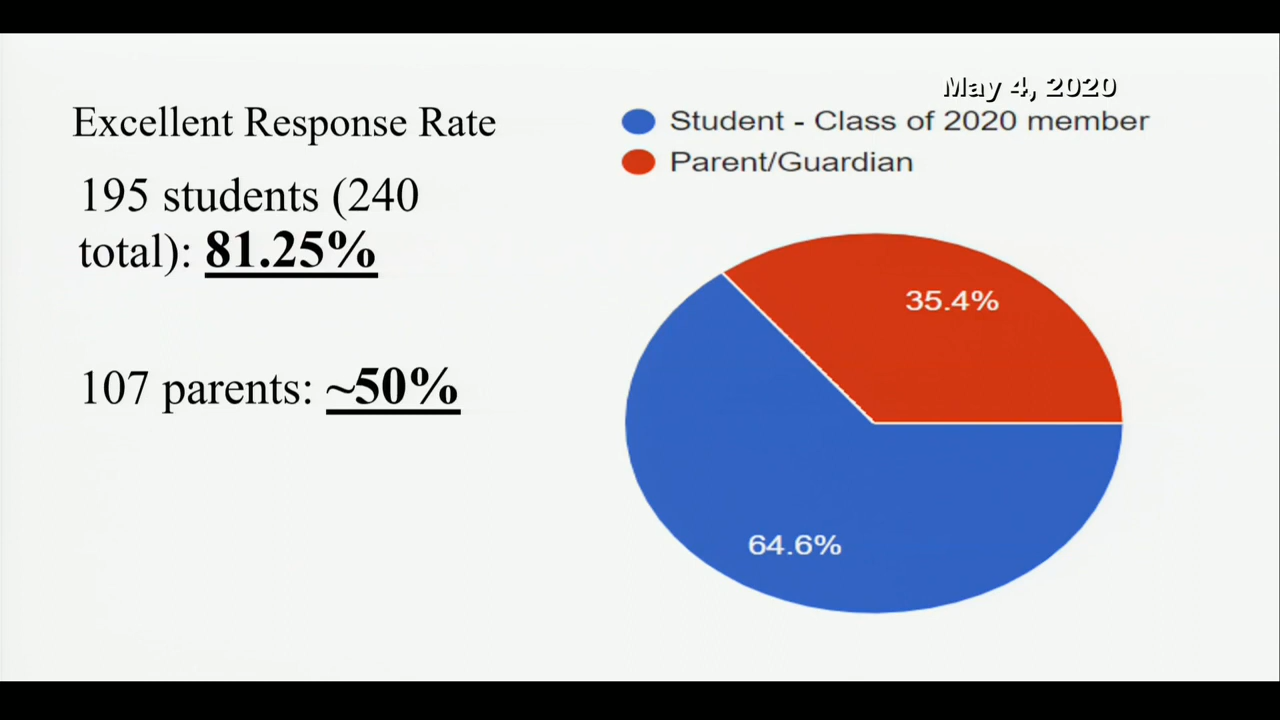 Excellent Response Rate
195 students (240
total): 81.25%
107 parents: ~50%
May 4, 2020
Student - Class of 2020 member
Parent/Guardian
35.4%
64.6%